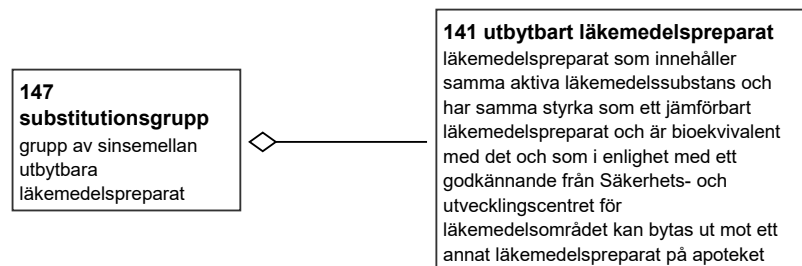 147
substitutionsgrupp
grupp av sinsemellan
utbytbara
läkemedelspreparat
141 utbytbart läkemedelspreparat
läkemedelspreparat som innehåller
samma aktiva läkemedelssubstans och
har samma styrka som ett jämförbart
läkemedelspreparat och är bioekvivalent
med det och som i enlighet med ett
godkännande från Säkerhets- och
utvecklingscentret för
läkemedelsområdet kan bytas ut mot ett
annat läkemedelspreparat på apoteket